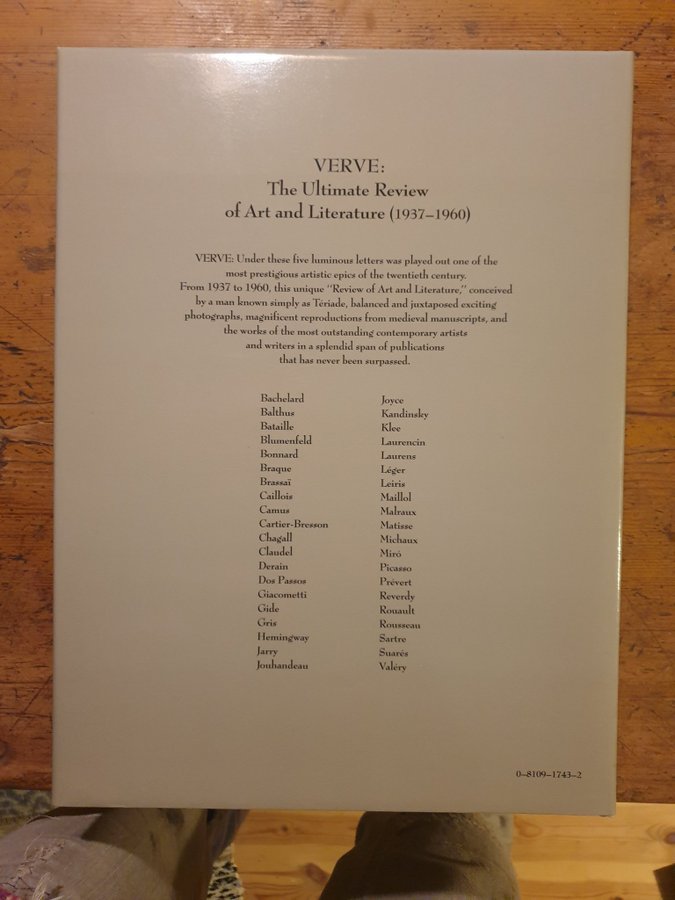 VERVE:
The Ultimate Review
of Art and Literature (1937–1960)
VERVE: Under these five luminous letters was played out one of the
most prestigious artistic epics of the twentieth century.
From 1937 to 1960, this unique "Review of Art and Literature," conceived
by a man known simply as Tériade, balanced and juxtaposed exciting
photographs, magnificent reproductions from medieval manuscripts, and
the works of the most outstanding contemporary artists
and writers in a splendid span of publications
that has never been surpassed.
Bachelard
Balthus
Bataille
Blumenfeld
Bonnard
Braque
Brassaï
Caillois
Camus
Cartier-Bresson
Chagall
Claudel
Derain
Dos Passos
Giacometti
Gide
Gris
Hemingway
Jarry
Jouhandeau
Joyce
Kandinsky
Klee
Laurencin
Laurens
Léger
Leiris
Maillol
Malraux
Matisse
Michaux
Miró
Picasso
Prévert
Reverdy
Rouault
Rousseau
Sartre
Suarés
Valéry
0–8109–1743–2